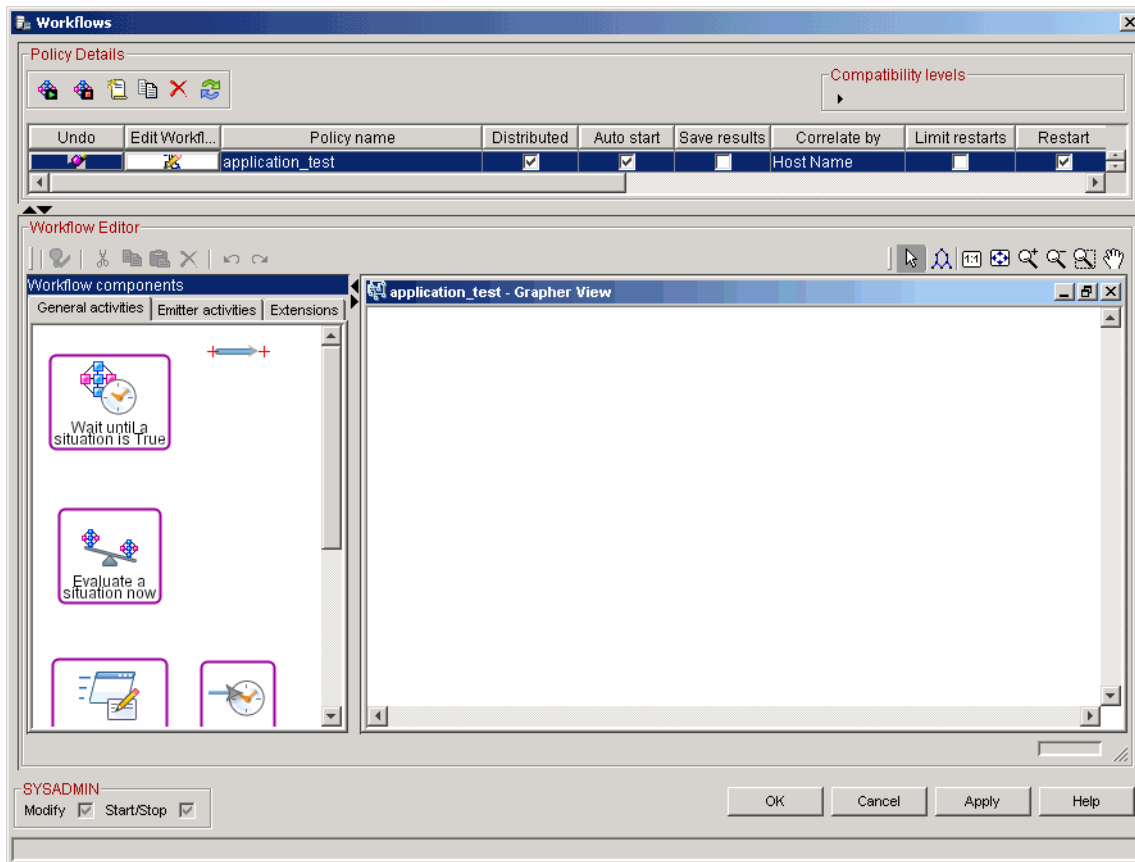 Workflows
Policy Details
Compatibility levels
Undo Edit Workfl... Policy name Distributed Auto start Save results Correlate by Limit restarts Restart
application_test Host Name
Workflow Editor
1:1
Workflow components
General activities Emitter activities Extensions
application_test - Grapher View
Wait until a
situation is True
Evaluate a
situation now
SYSADMIN
Modify Start/Stop
OK Cancel Apply Help